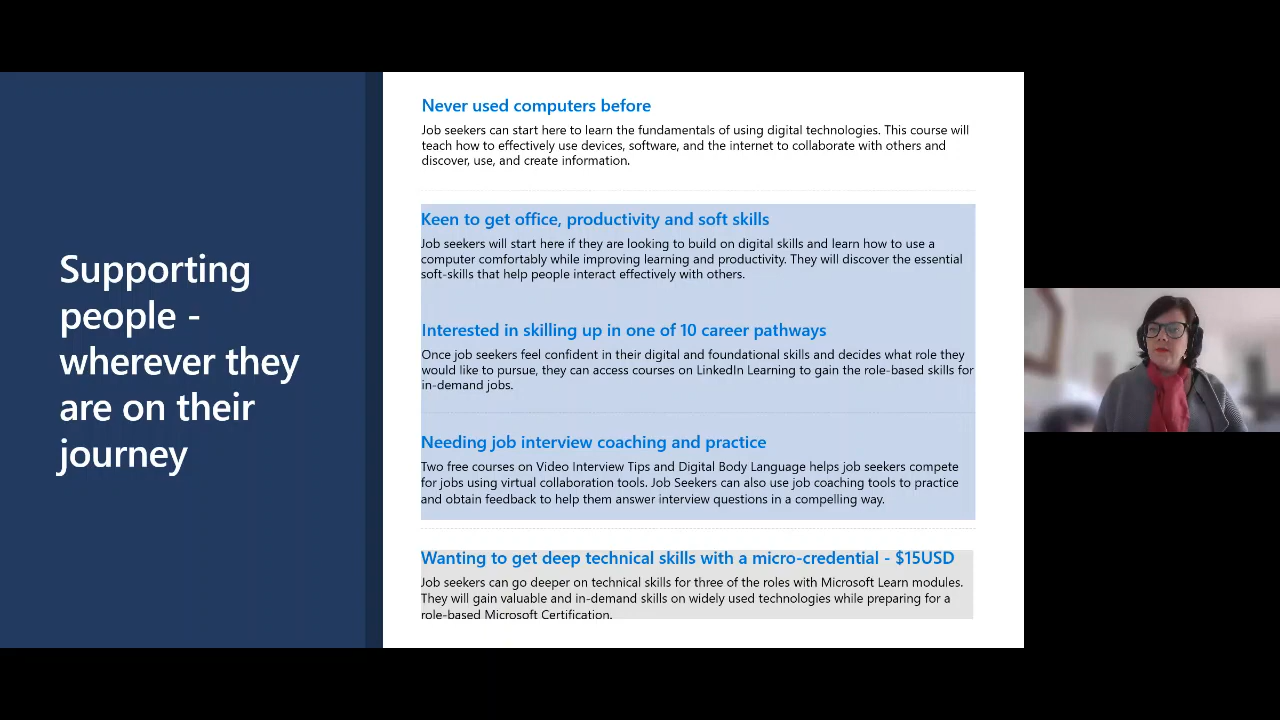 Supporting
people -
wherever they
are on their
journey
Never used computers before
Job seekers can start here to learn the fundamentals of using digital technologies. This course will
teach how to effectively use devices, software, and the internet to collaborate with others and
discover, use, and create information.
Keen to get office, productivity and soft skills
Job seekers will start here if they are looking to build on digital skills and learn how to use a
computer comfortably while improving learning and productivity. They will discover the essential
soft-skills that help people interact effectively with others.
Interested in skilling up in one of 10 career pathways
Once job seekers feel confident in their digital and foundational skills and decides what role they
would like to pursue, they can access courses on LinkedIn Learning to gain the role-based skills for
in-demand jobs.
Needing job interview coaching and practice
Two free courses on Video Interview Tips and Digital Body Language helps job seekers compete
for jobs using virtual collaboration tools. Job Seekers can also use job coaching tools to practice
and obtain feedback to help them answer interview questions in a compelling way.
Wanting to get deep technical skills with a micro-credential - $15USD
Job seekers can go deeper on technical skills for three of the roles with Microsoft Learn modules.
They will gain valuable and in-demand skills on widely used technologies while preparing for a
role-based Microsoft Certification.